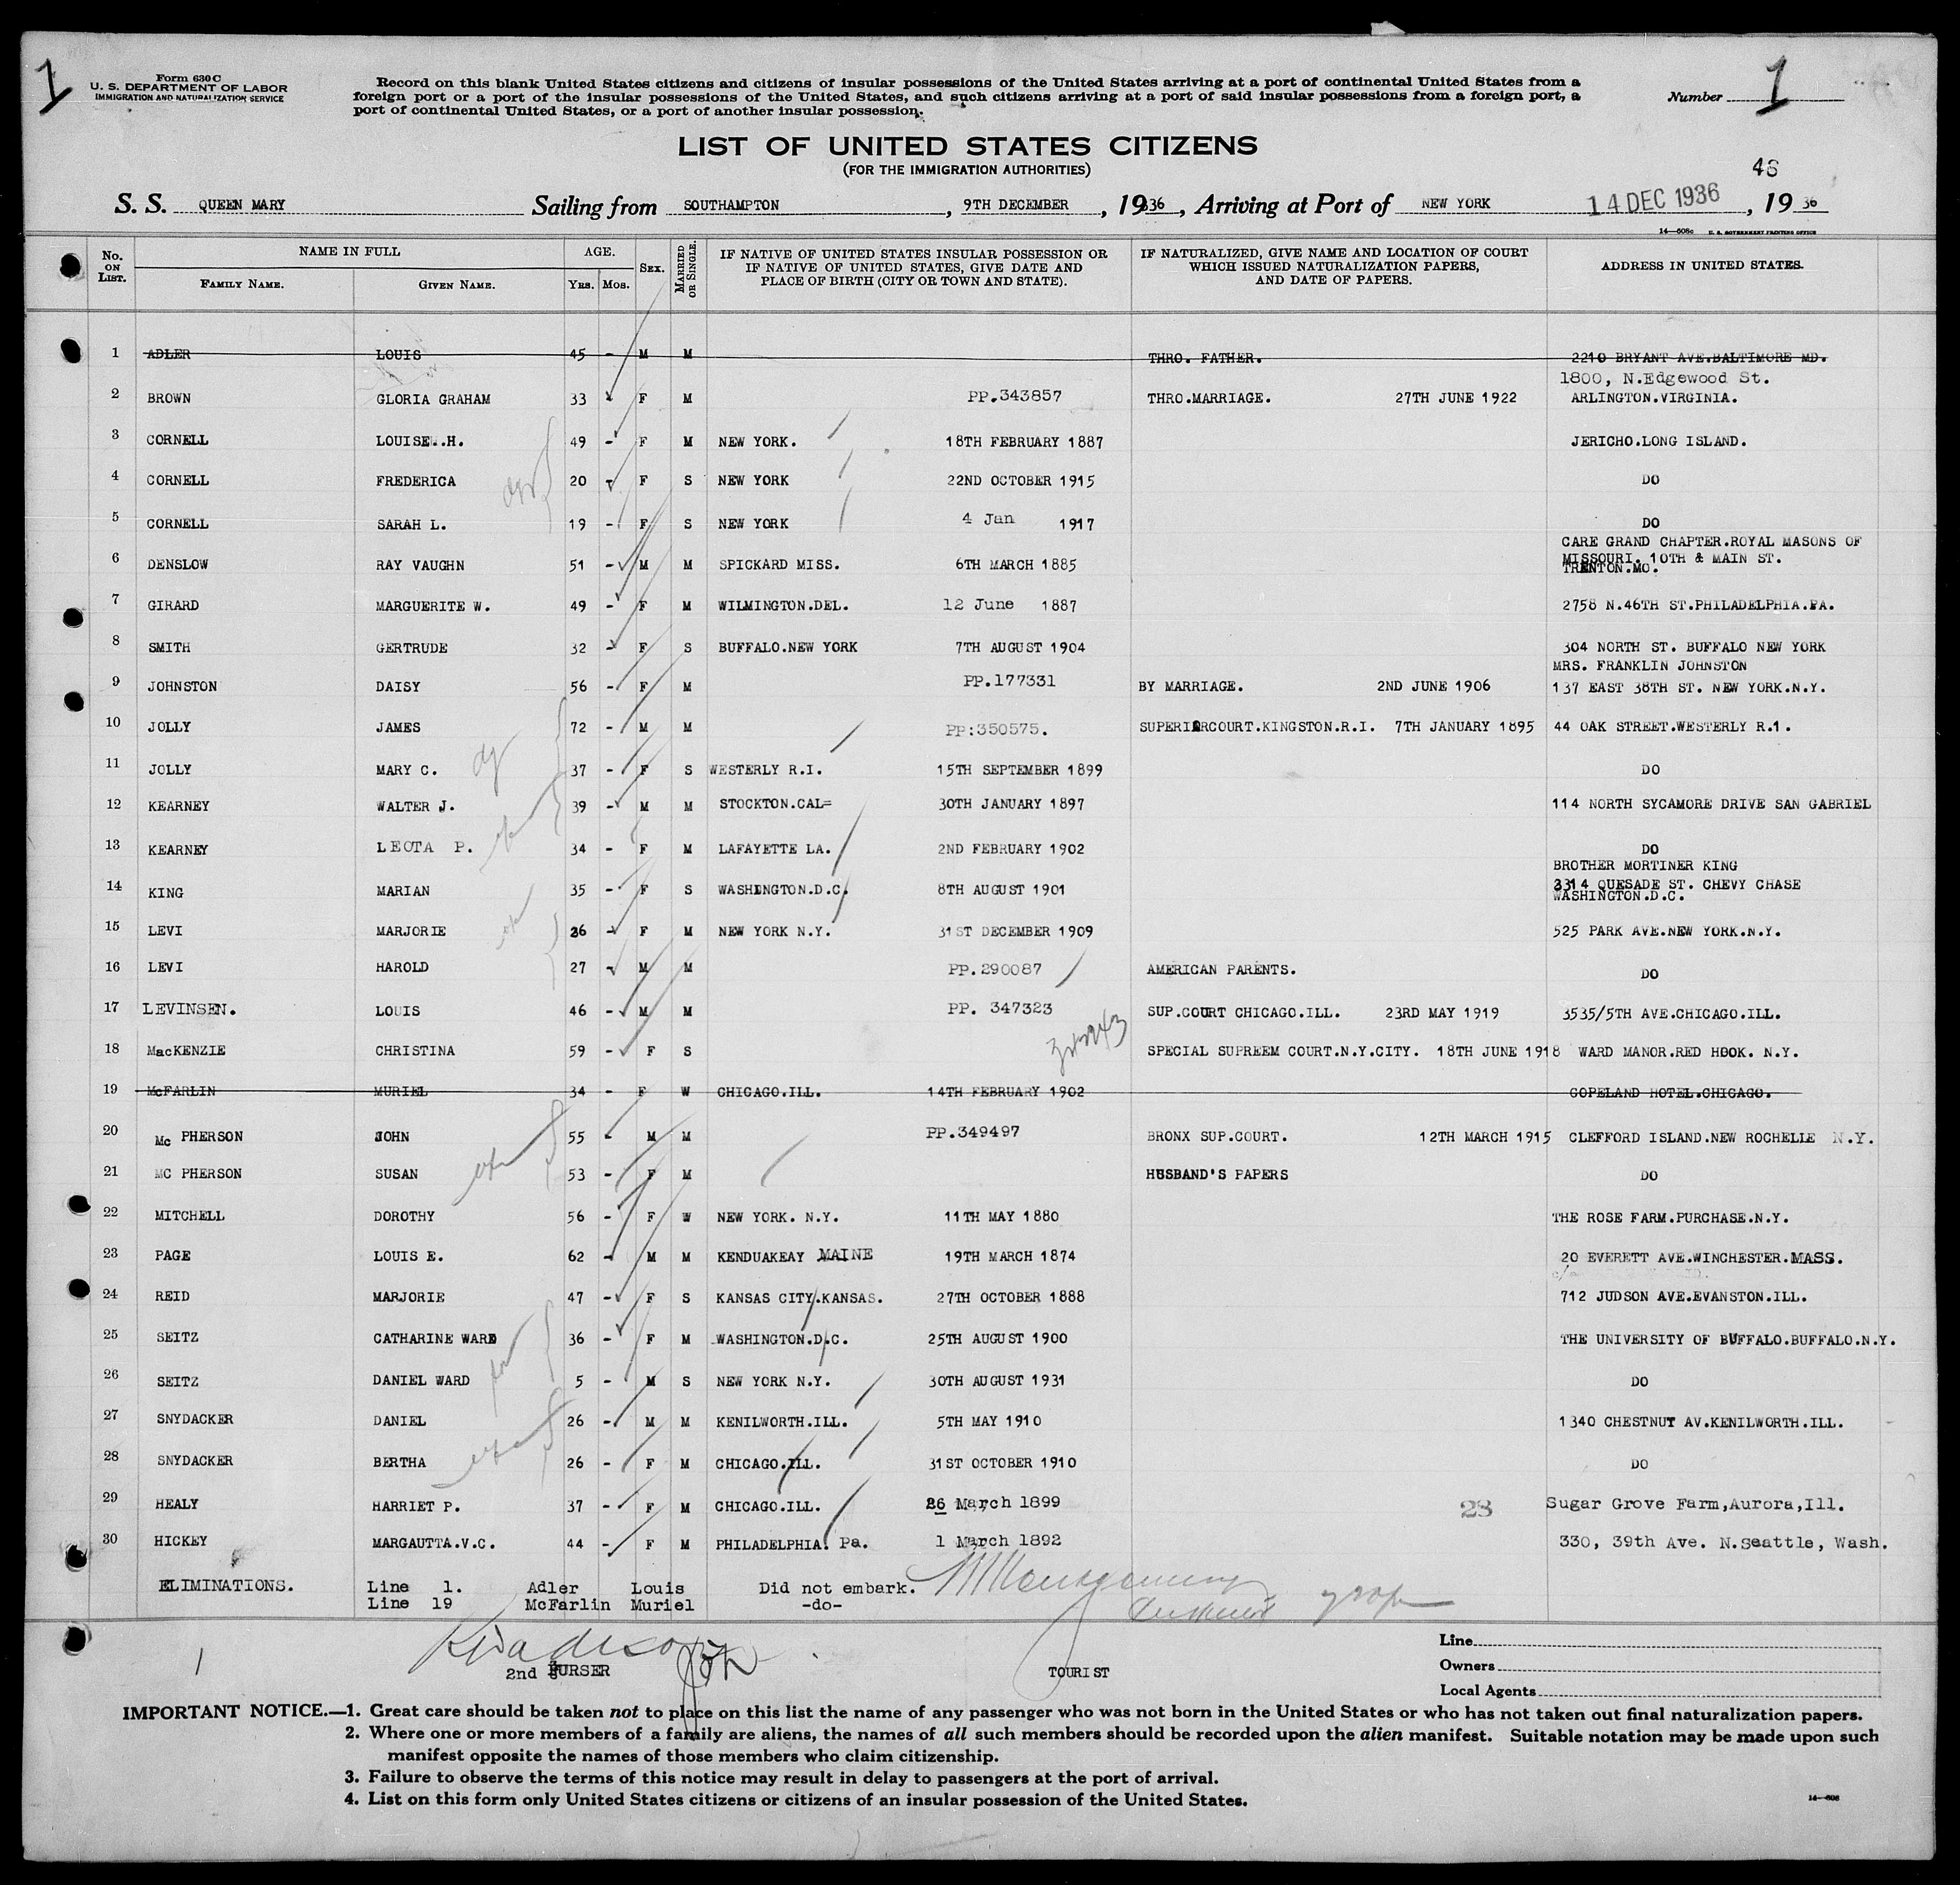 1
Form 630 C
U. S. DEPARTMENT OF LABOR
IMMIGRATION AND NATURALIZATION SERVICE
Record on this blank United States citizens and citizens of insular possessions of the United States arriving at a port of continental United States from a
foreign port or a port of the insular possessions of the United States, and such citizens arriving at a port of said insular possessions from a foreign port, a
port of continental United States, or a port of another insular possession.
Number 1
LIST OF UNITED STATES CITIZENS
(FOR THE IMMIGRATION AUTHORITIES)
48
S. S. QUEEN MARY Sailing from SOUTHAMPTON, 9TH DECEMBER, 1936, Arriving at Port of NEW YORK 14 DEC 1936, 1936
14—608c U. S. GOVERNMENT PRINTING OFFICE
No. ON LIST. NAME IN FULL FAMILY NAME. GIVEN NAME. AGE. YRS. MOS. SEX. MARRIED OR SINGLE. IF NATIVE OF UNITED STATES INSULAR POSSESSION OR IF NATIVE OF UNITED STATES, GIVE DATE AND PLACE OF BIRTH (CITY OR TOWN AND STATE). IF NATURALIZED, GIVE NAME AND LOCATION OF COURT WHICH ISSUED NATURALIZATION PAPERS, AND DATE OF PAPERS. ADDRESS IN UNITED STATES.
1 ADLER LOUIS 45 - M M THRO. FATHER. 2210 BRYANT AVE.BALTIMORE MD.
1800, N.Edgewood St.
2 BROWN GLORIA GRAHAM 33 F M PP.343857 THRO.MARRIAGE. 27TH JUNE 1922 ARLINGTON.VIRGINIA.
3 CORNELL LOUISE..H. 49 - F M NEW YORK. 18TH FEBRUARY 1887 JERICHO.LONG ISLAND.
4 CORNELL FREDERICA 20 - F S NEW YORK 22ND OCTOBER 1915 DO
5 CORNELL SARAH L. 19 - F S NEW YORK 4 Jan 1917 DO
CARE GRAND CHAPTER.ROYAL MASONS OF
6 DENSLOW RAY VAUGHN 51 - M M SPICKARD MISS. 6TH MARCH 1885 MISSOURI. 10TH & MAIN ST.
TRENTON.MO.
7 GIRARD MARGUERITE W. 49 - F M WILMINGTON.DEL. 12 June 1887 2758 N.46TH ST.PHILADELPHIA.PA.
8 SMITH GERTRUDE 32 - F S BUFFALO.NEW YORK 7TH AUGUST 1904 304 NORTH ST. BUFFALO NEW YORK
MRS. FRANKLIN JOHNSTON
9 JOHNSTON DAISY 56 - F M PP.177331 BY MARRIAGE. 2ND JUNE 1906 137 EAST 38TH ST. NEW YORK.N.Y.
10 JOLLY JAMES 72 - M M PP:350575. SUPERIORCOURT.KINGSTON.R.I. 7TH JANUARY 1895 44 OAK STREET.WESTERLY R.1.
11 JOLLY MARY C. 37 - F S WESTERLY R.I. 15TH SEPTEMBER 1899 DO
12 KEARNEY WALTER J. 39 - M M STOCKTON.CAL= 30TH JANUARY 1897 114 NORTH SYCAMORE DRIVE SAN GABRIEL
13 KEARNEY LEOTA P. 34 - F M LAFAYETTE LA. 2ND FEBRUARY 1902 DO
BROTHER MORTINER KING
14 KING MARIAN 35 - F S WASHINGTON.D.C. 8TH AUGUST 1901 3314 QUESADE ST. CHEVY CHASE
WASHINGTON.D.C.
15 LEVI MARJORIE 26 - F M NEW YORK N.Y. 31ST DECEMBER 1909 525 PARK AVE.NEW YORK.N.Y.
16 LEVI HAROLD 27 - M M PP.290087 AMERICAN PARENTS. DO
17 LEVINSEN. LOUIS 46 - M M PP. 347323 SUP.COURT CHICAGO.ILL. 23RD MAY 1919 3535/5TH AVE.CHICAGO.ILL.
18 MacKENZIE CHRISTINA 59 - F S SPECIAL SUPREEM COURT.N.Y.CITY. 18TH JUNE 1918 WARD MANOR.RED HOOK. N.Y.
19 McFARLIN MURIEL 34 - F W CHICAGO.ILL. 14TH FEBRUARY 1902 COPELAND HOTEL.CHICAGO.
20 Mc PHERSON JOHN 55 - M M PP.349497 BRONX SUP.COURT. 12TH MARCH 1915 CLEFFORD ISLAND.NEW ROCHELLE N.Y.
21 MC PHERSON SUSAN 53 - F M HUSBAND'S PAPERS DO
22 MITCHELL DOROTHY 56 - F W NEW YORK. N.Y. 11TH MAY 1880 THE ROSE FARM.PURCHASE.N.Y.
23 PAGE LOUIS E. 62 - M M KENDUAKEAY MAINE 19TH MARCH 1874 20 EVERETT AVE.WINCHESTER.MASS.
24 REID MARJORIE 47 - F S KANSAS CITY.KANSAS. 27TH OCTOBER 1888 712 JUDSON AVE.EVANSTON.ILL.
25 SEITZ CATHARINE WARD 36 - F M WASHINGTON.D.C. 25TH AUGUST 1900 THE UNIVERSITY OF BUFFALO.BUFFALO.N.Y.
26 SEITZ DANIEL WARD 5 - M S NEW YORK N.Y. 30TH AUGUST 1931 DO
27 SNYDACKER DANIEL 26 - M M KENILWORTH.ILL. 5TH MAY 1910 1340 CHESTNUT AV.KENILWORTH.ILL.
28 SNYDACKER BERTHA 26 - F M CHICAGO.ILL. 31ST OCTOBER 1910 DO
29 HEALY HARRIET P. 37 - F M CHICAGO.ILL. 26 March 1899 23 Sugar Grove Farm,Aurora,Ill.
30 HICKEY MARGAUTTA.V.C. 44 - F M PHILADELPHIA. Pa. 1 March 1892 330, 39th Ave. N.Seattle, Wash.
ELIMINATIONS. Line 1. Adler Louis Did not embark.
Line 19 McFarlin Muriel -do-
1
2nd PURSER TOURIST
Line
Owners
Local Agents
IMPORTANT NOTICE.—1. Great care should be taken not to place on this list the name of any passenger who was not born in the United States or who has not taken out final naturalization papers.
2. Where one or more members of a family are aliens, the names of all such members should be recorded upon the alien manifest. Suitable notation may be made upon such
manifest opposite the names of those members who claim citizenship.
3. Failure to observe the terms of this notice may result in delay to passengers at the port of arrival.
4. List on this form only United States citizens or citizens of an insular possession of the United States.
14—608